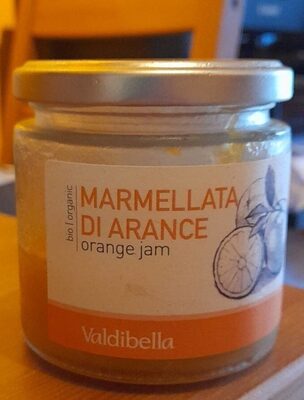 bio | organic
MARMELLATA
DI ARANCE
orange jam
Valdibella